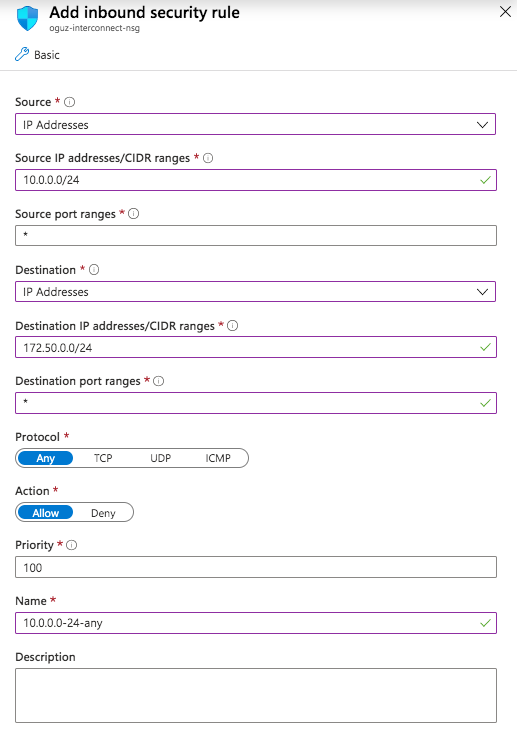 Add inbound security rule
oguz-interconnect-nsg
Basic
Source *
IP Addresses
Source IP addresses/CIDR ranges *
10.0.0.0/24
Source port ranges *
*
Destination *
IP Addresses
Destination IP addresses/CIDR ranges *
172.50.0.0/24
Destination port ranges *
*
Protocol *
Any TCP UDP ICMP
Action *
Allow Deny
Priority *
100
Name *
10.0.0.0-24-any
Description